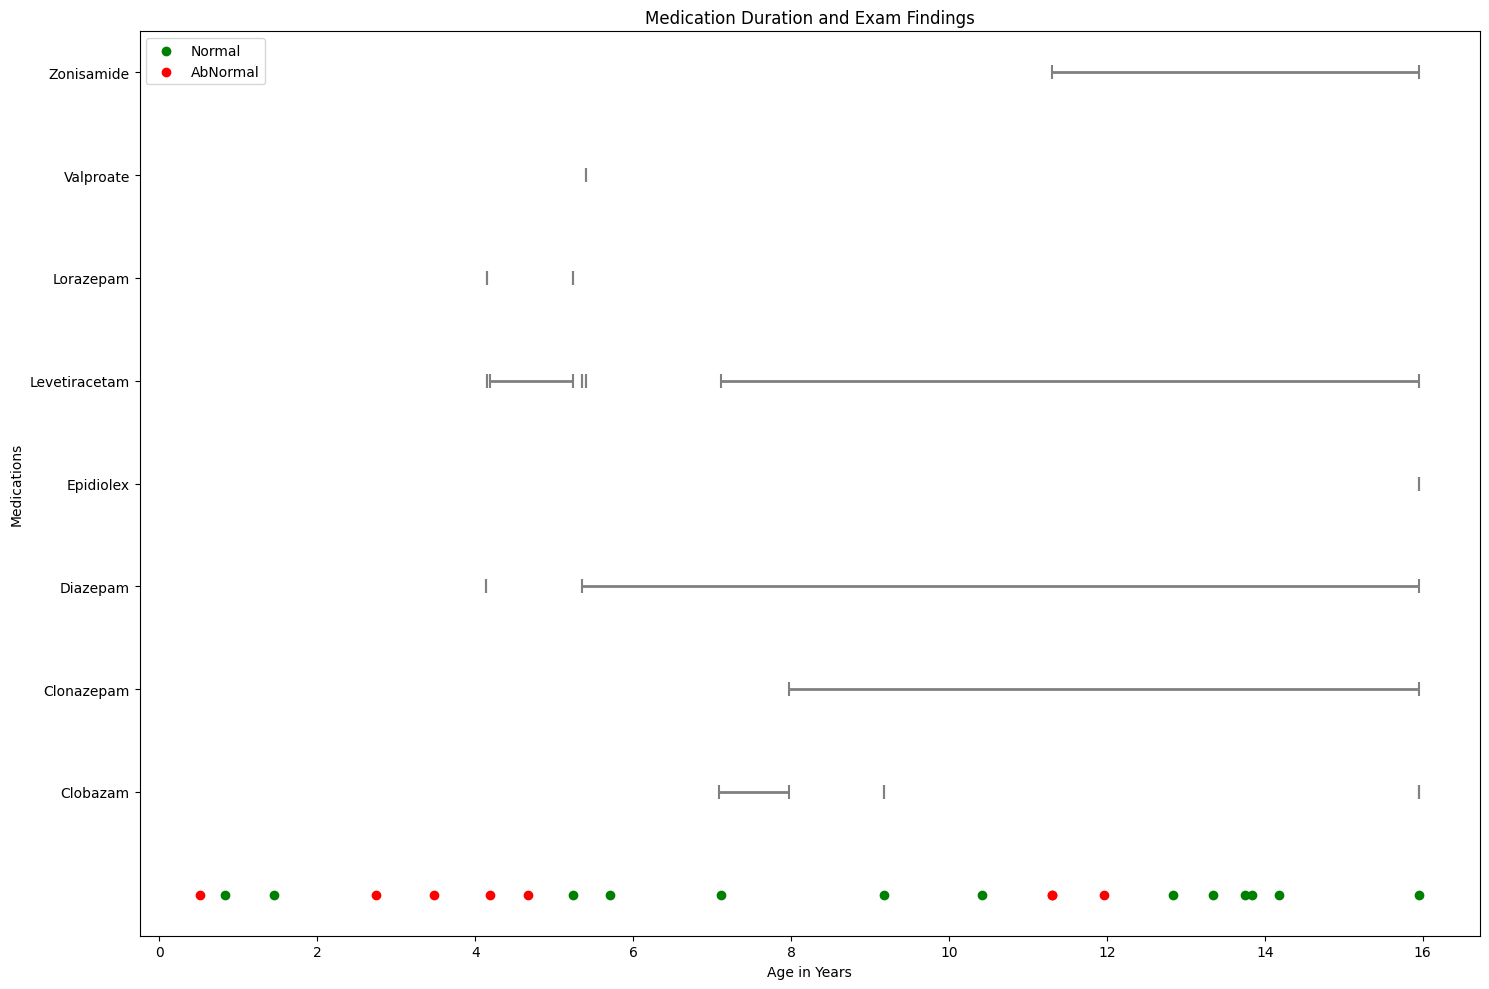 Medication Duration and Exam Findings
Normal
AbNormal
Zonisamide
Valproate
Lorazepam
Levetiracetam
Epidiolex
Diazepam
Clonazepam
Clobazam
Medications
0 2 4 6 8 10 12 14 16
Age in Years